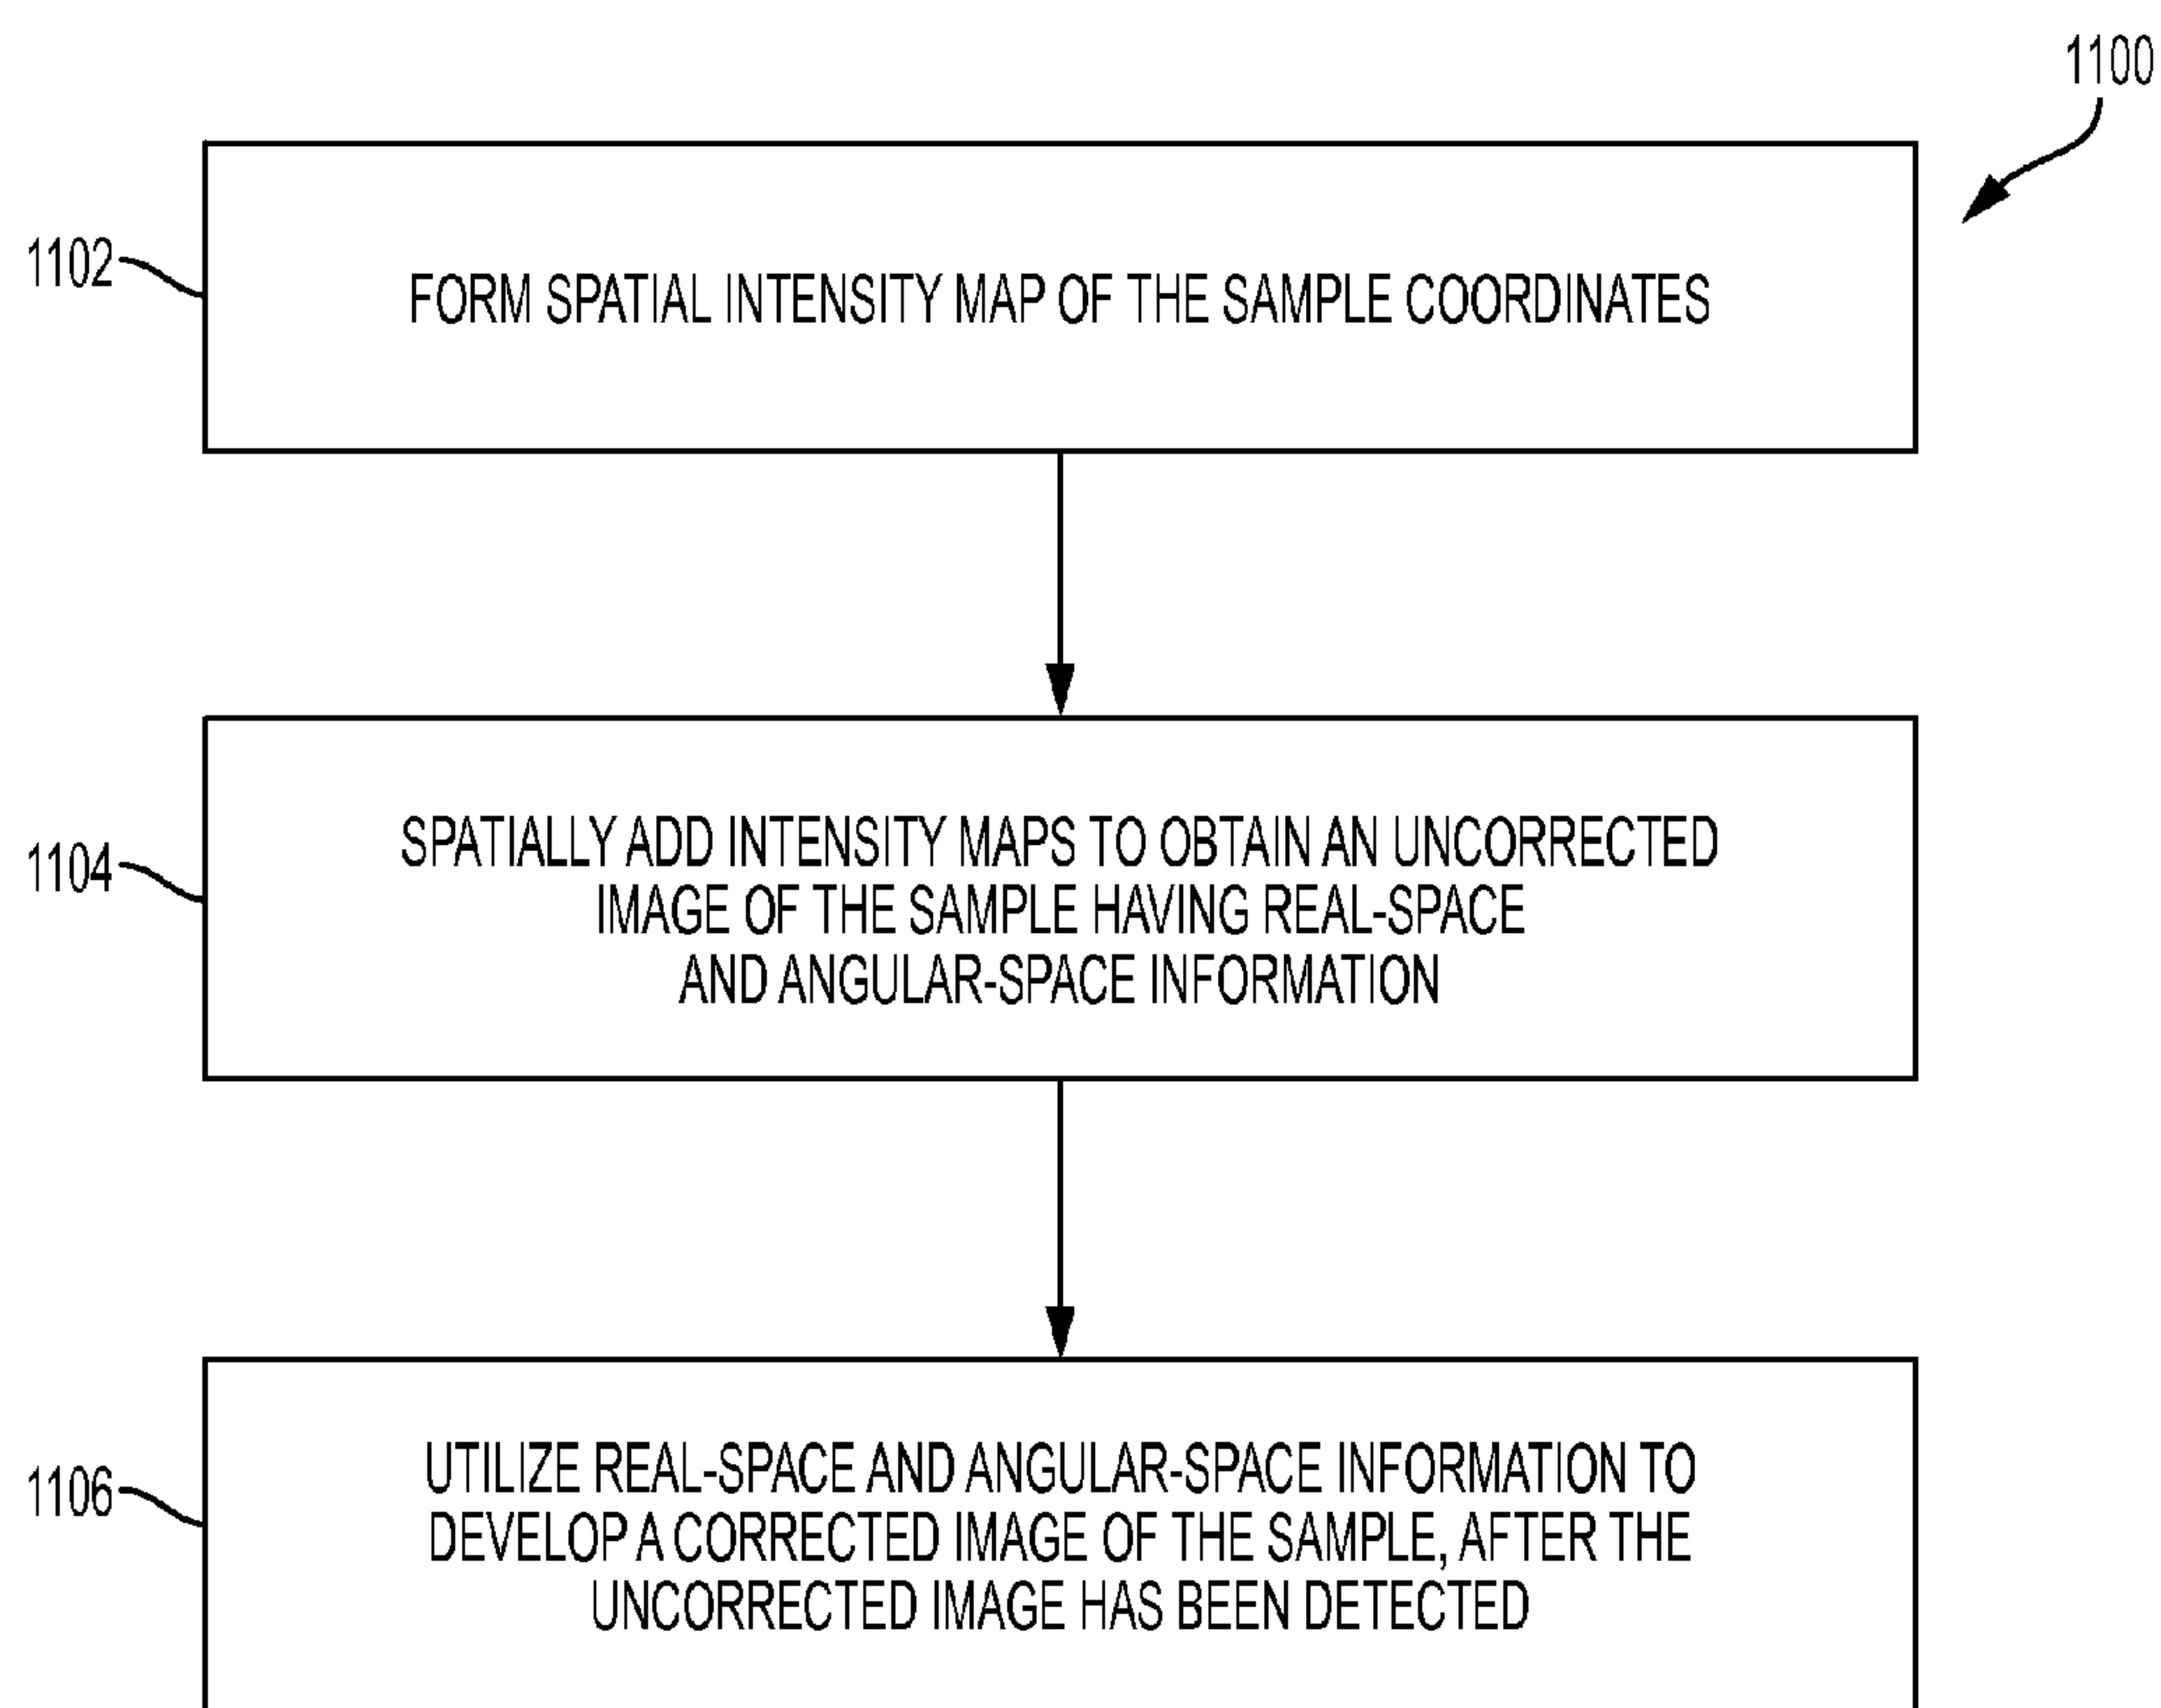 1100
1102
FORM SPATIAL INTENSITY MAP OF THE SAMPLE COORDINATES
1104
SPATIALLY ADD INTENSITY MAPS TO OBTAIN AN UNCORRECTED
IMAGE OF THE SAMPLE HAVING REAL-SPACE
AND ANGULAR-SPACE INFORMATION
1106
UTILIZE REAL-SPACE AND ANGULAR-SPACE INFORMATION TO
DEVELOP A CORRECTED IMAGE OF THE SAMPLE, AFTER THE
UNCORRECTED IMAGE HAS BEEN DETECTED